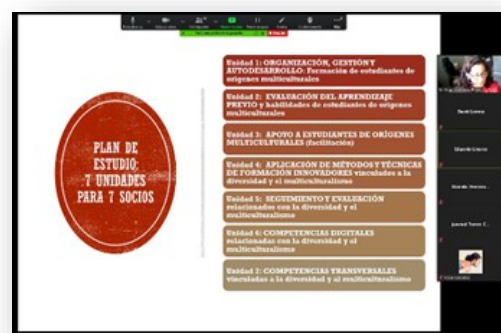 PLAN DE
ESTUDIO:
7 UNIDADES
PARA 7 SOCIOS
Unidad 1: ORGANIZACIÓN, GESTIÓN Y
AUTODESARROLLO: Formación de estudiantes de
orígenes multiculturales
Unidad 2: EVALUACIÓN DEL APRENDIZAJE
PREVIO y habilidades de estudiantes de orígenes
multiculturales
Unidad 3: APOYO A ESTUDIANTES DE ORÍGENES
MULTICULTURALES (facilitación)
Unidad 4: APLICACIÓN DE MÉTODOS Y TÉCNICAS
DE FORMACIÓN INNOVADORES vinculados a la
diversidad y el multiculturalismo
Unidad 5: SEGUIMIENTO Y EVALUACIÓN
relacionados con la diversidad y el
multiculturalismo
Unidad 6: COMPETENCIAS DIGITALES
relacionadas con la diversidad y el
multiculturalismo
Unidad 7: COMPETENCIAS TRANSVERSALES
vinculadas a la diversidad y al multiculturalismo